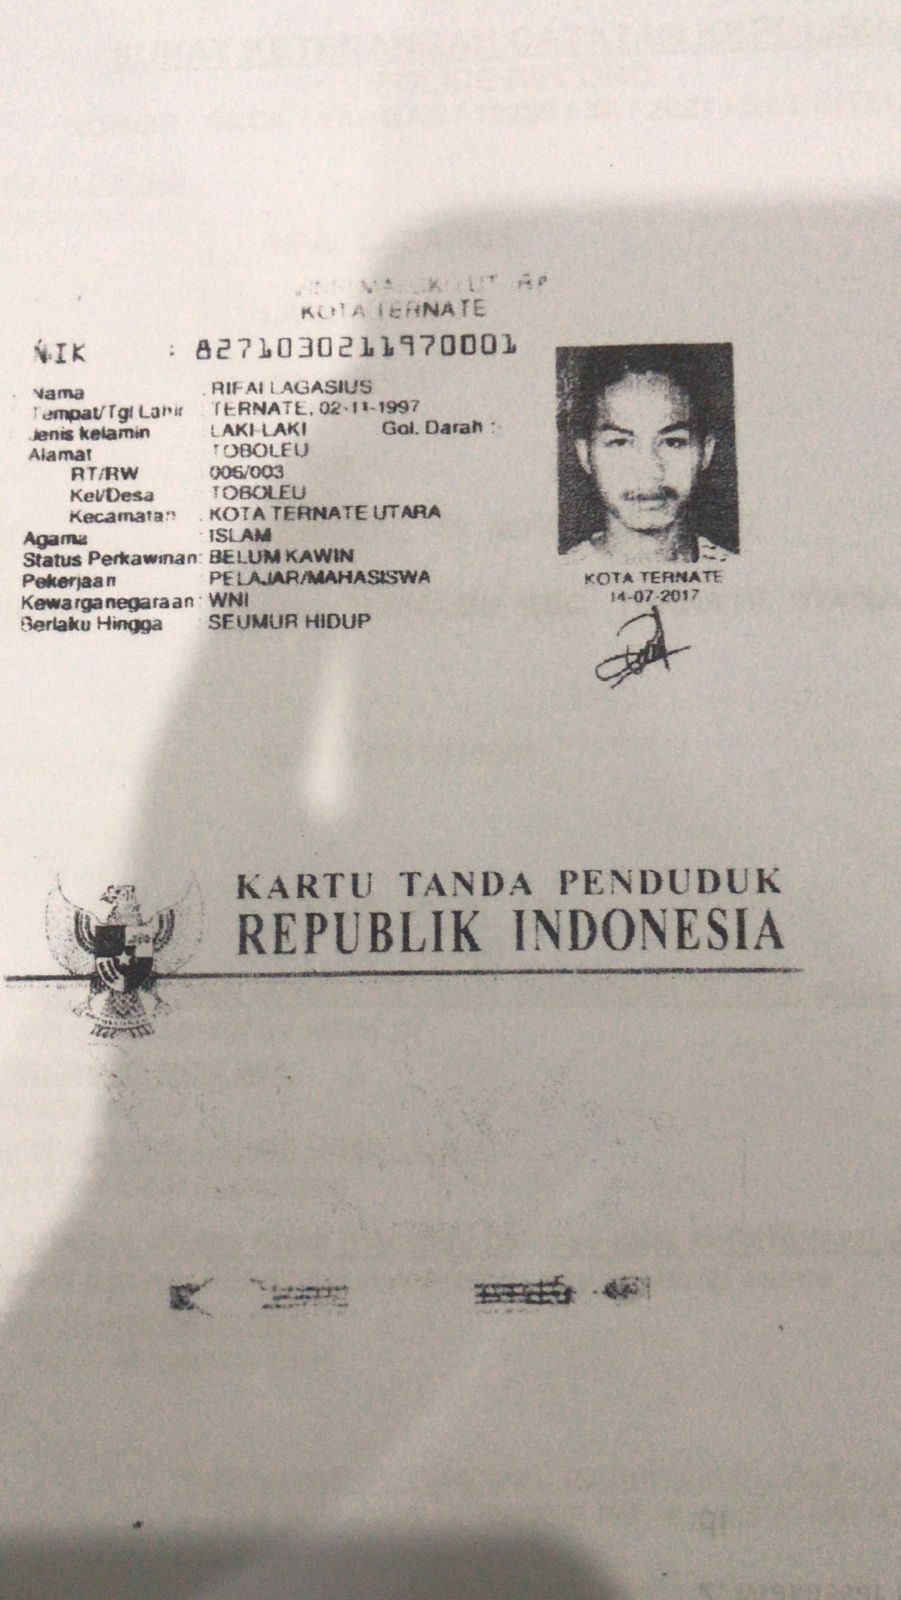 KOTA TERNATE
NIK : 8271030211970001
Nama : RIFAI LAGASIUS
Tempat/Tgl Lahir : TERNATE, 02-11-1997
Jenis kelamin : LAKI-LAKI Gol. Darah : -
Alamat : TOBOLEU
RT/RW : 006/003
Kel/Desa : TOBOLEU
Kecamatan : KOTA TERNATE UTARA
Agama : ISLAM
Status Perkawinan : BELUM KAWIN
Pekerjaan : PELAJAR/MAHASISWA
Kewarganegaraan : WNI
Berlaku Hingga : SEUMUR HIDUP
KOTA TERNATE
14-07-2017
KARTU TANDA PENDUDUK
REPUBLIK INDONESIA